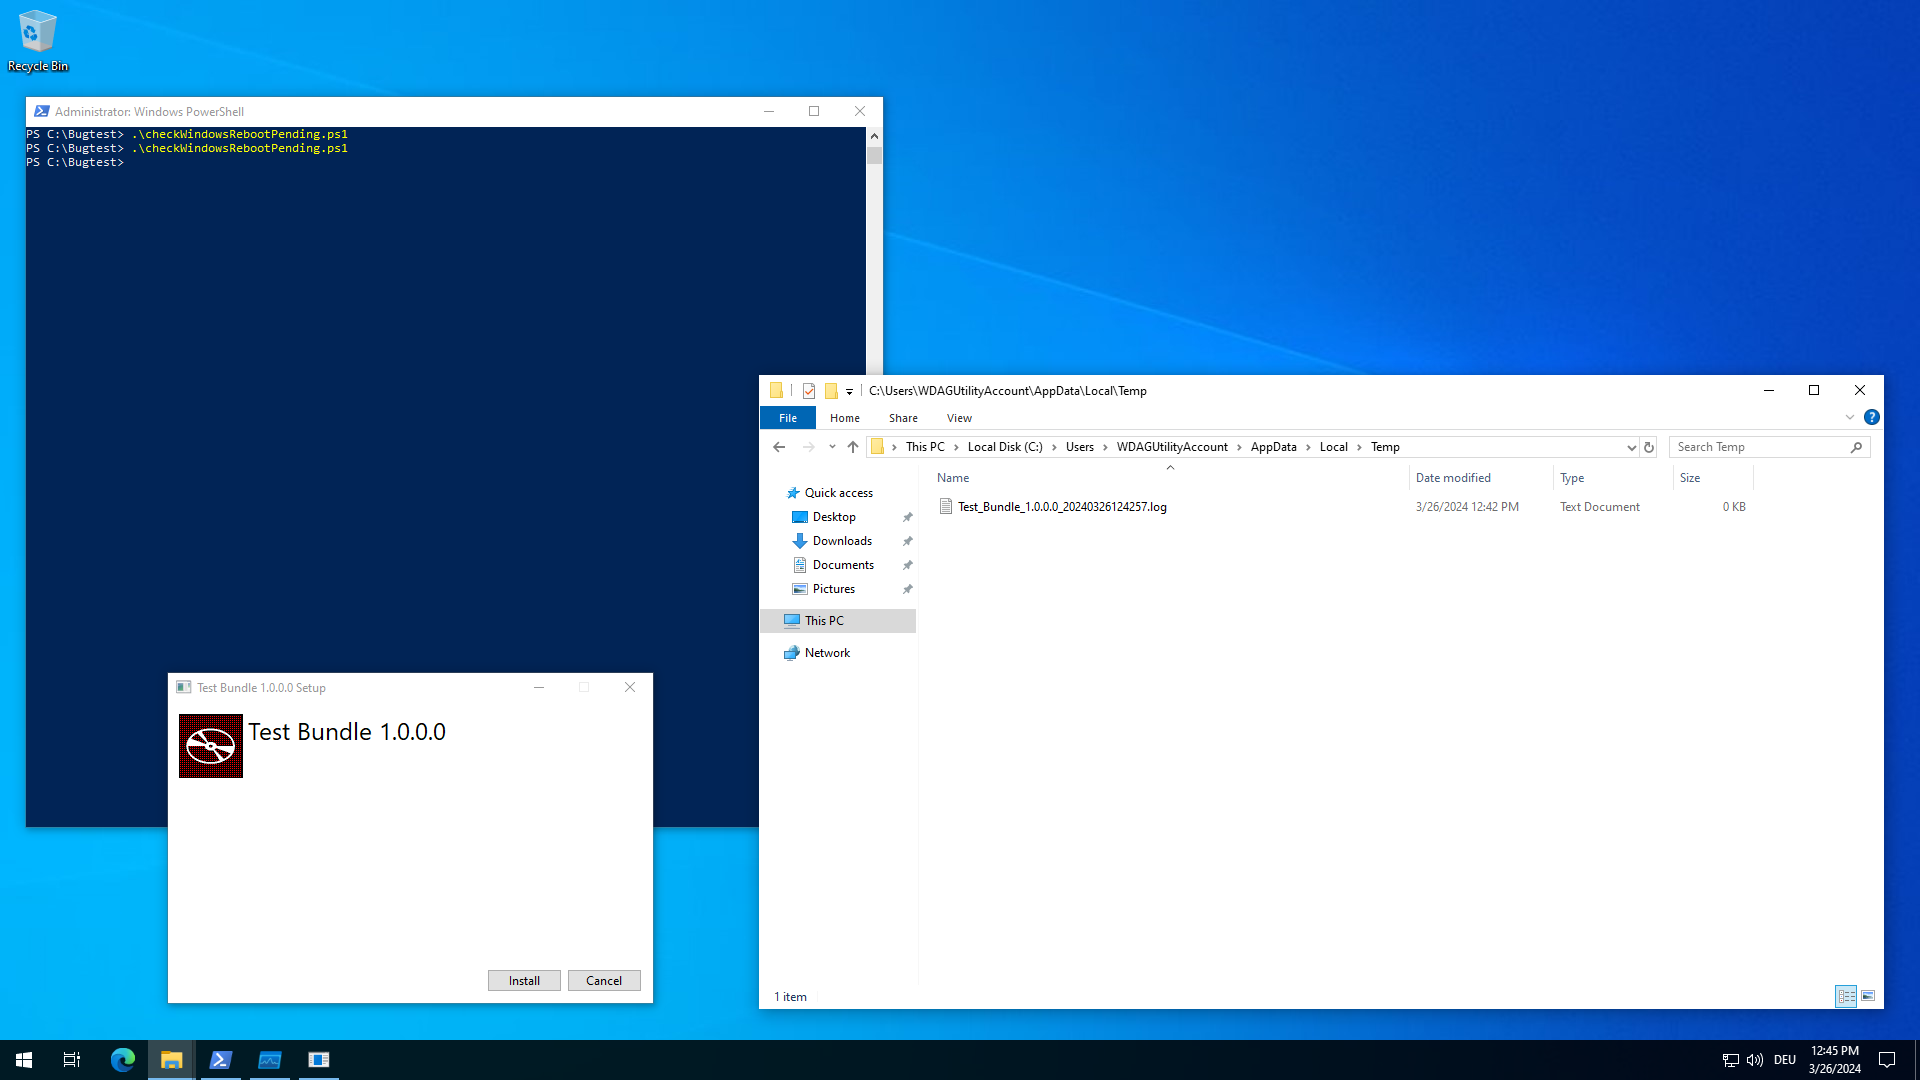 Recycle Bin
Administrator: Windows PowerShell
PS C:\Bugtest> .\checkWindowsRebootPending.ps1
PS C:\Bugtest> .\checkWindowsRebootPending.ps1
PS C:\Bugtest>
C:\Users\WDAGUtilityAccount\AppData\Local\Temp
File Home Share View
This PC Local Disk (C:) Users WDAGUtilityAccount AppData Local Temp
Search Temp
Name Date modified Type Size
Test_Bundle_1.0.0.0_20240326124257.log 3/26/2024 12:42 PM Text Document 0 KB
Quick access
Desktop
Downloads
Documents
Pictures
This PC
Network
1 item
Test Bundle 1.0.0.0 Setup
Test Bundle 1.0.0.0
Install Cancel
DEU
12:45 PM
3/26/2024